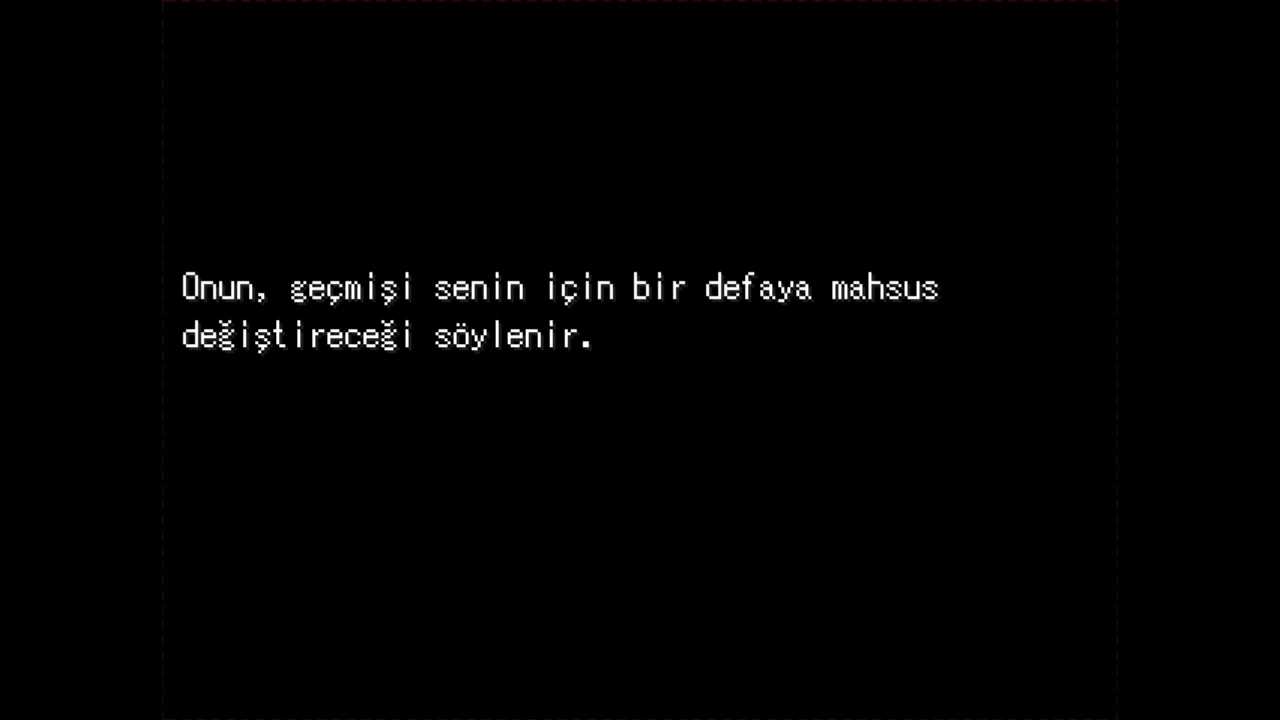 Onun, geçmişi senin için bir defaya mahsus
değiştireceği söylenir.